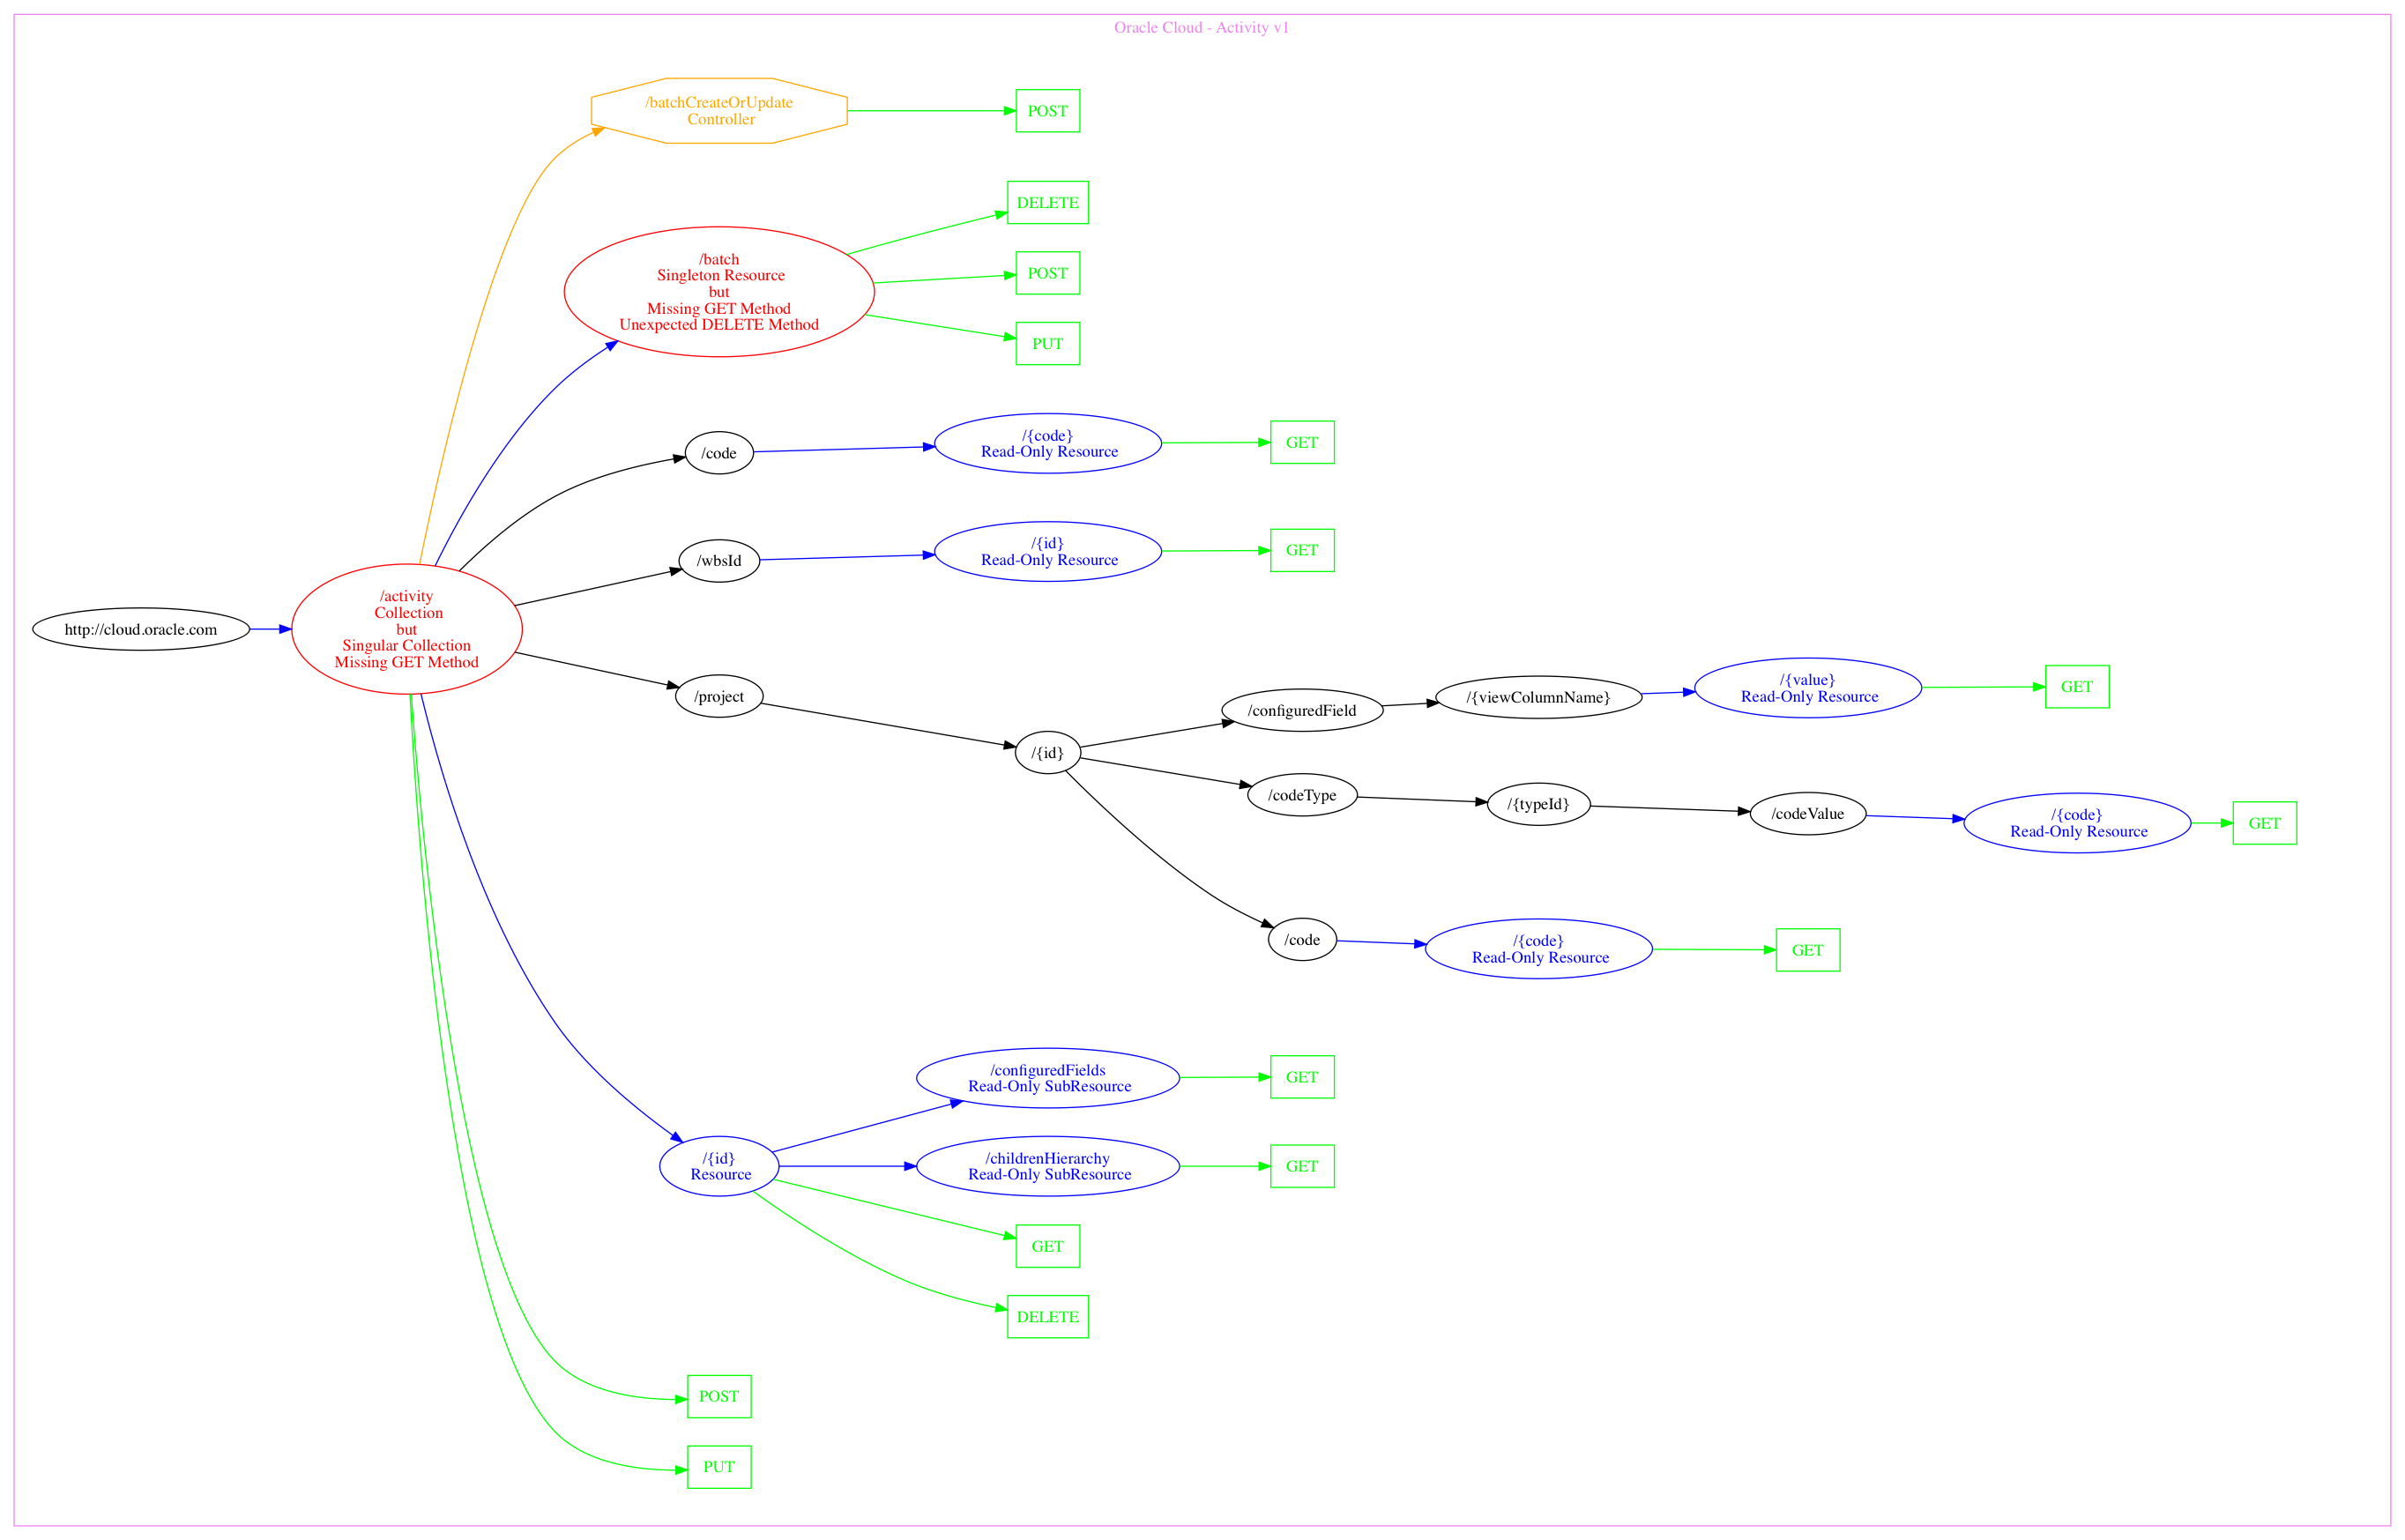 Oracle Cloud - Activity v1
/batchCreateOrUpdate
Controller
POST
DELETE
/batch
Singleton Resource
but
Missing GET Method
Unexpected DELETE Method
POST
PUT
/code
/{code}
Read-Only Resource
GET
/wbsId
/{id}
Read-Only Resource
GET
http://cloud.oracle.com
/activity
Collection
but
Singular Collection
Missing GET Method
/project
/{id}
/configuredField
/{viewColumnName}
/{value}
Read-Only Resource
GET
/codeType
/{typeId}
/codeValue
/{code}
Read-Only Resource
GET
/code
/{code}
Read-Only Resource
GET
/configuredFields
Read-Only SubResource
GET
/{id}
Resource
/childrenHierarchy
Read-Only SubResource
GET
GET
DELETE
POST
PUT